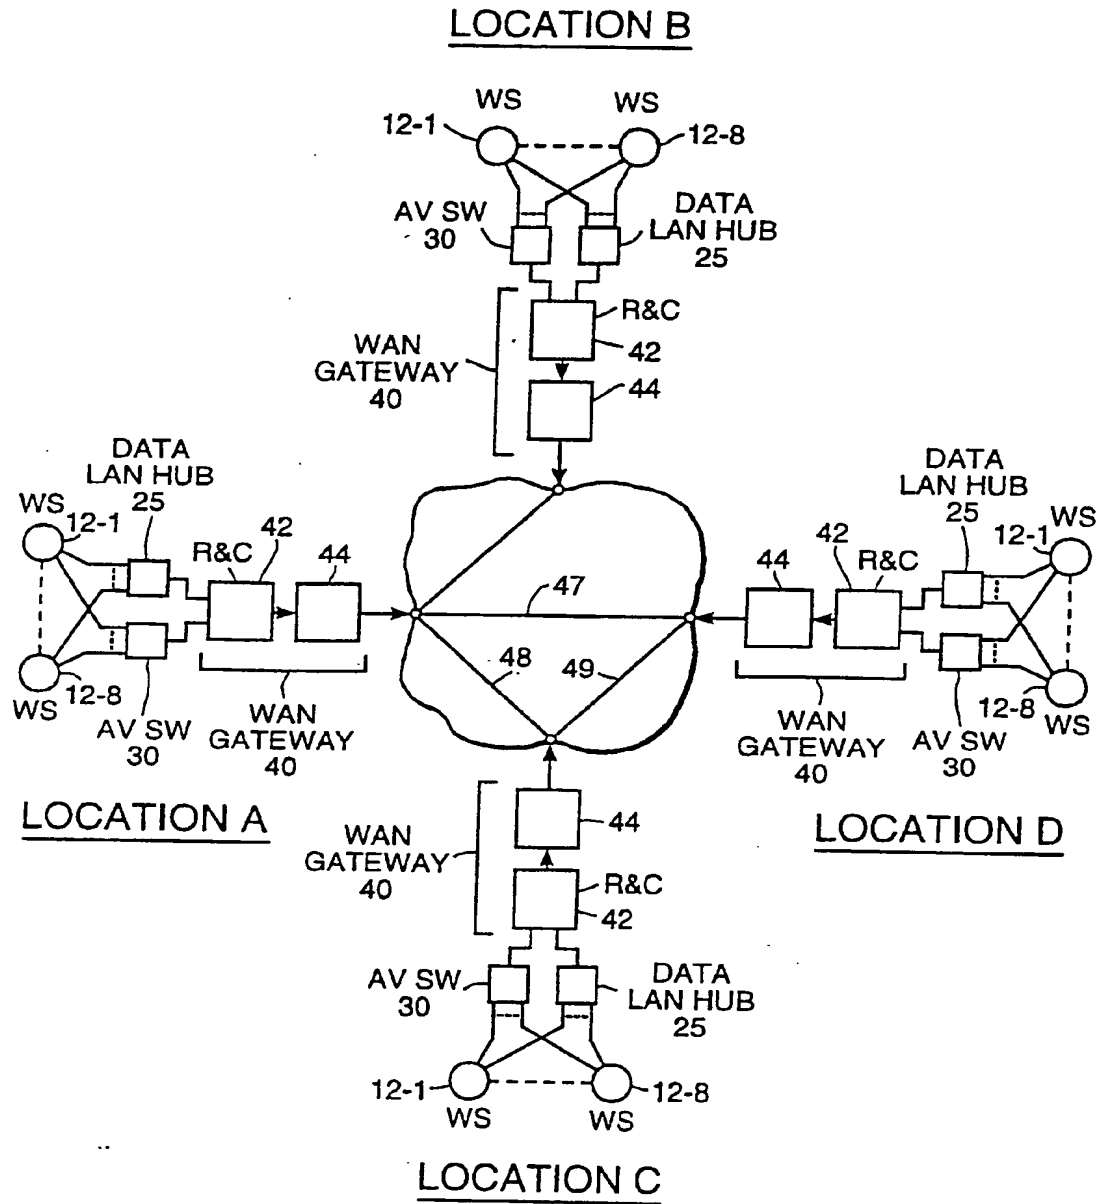 LOCATION B
WS
WS
12-1
12-8
AV SW
30
DATA
LAN HUB
25
R&C
42
WAN
GATEWAY
40
44
DATA
LAN HUB
25
WS
12-1
R&C
42
44
12-8
WS
AV SW
30
WAN
GATEWAY
40
LOCATION A
47
48
49
DATA
LAN HUB
25
WS
12-1
44
42
R&C
12-8
WS
WAN
GATEWAY
40
AV SW
30
LOCATION D
WAN
GATEWAY
40
44
R&C
42
AV SW
30
DATA
LAN HUB
25
12-1
12-8
WS
WS
LOCATION C